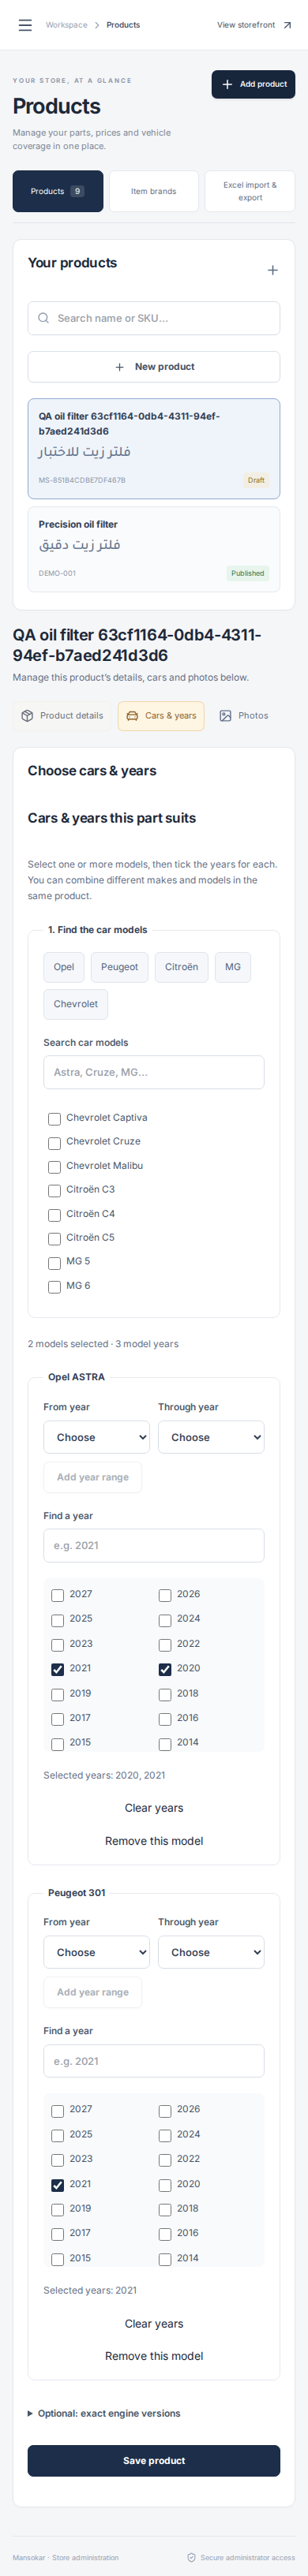 Workspace > Products
View storefront
YOUR STORE, AT A GLANCE
Products
Add product
Manage your parts, prices and vehicle
coverage in one place.
Products 9
Item brands
Excel import &
export
Your products
Search name or SKU...
New product
QA oil filter 63cf1164-0db4-4311-94ef-
b7aed241d3d6
فلتر زيت للاختبار
MS-851B4CDBE7DF467B
Draft
Precision oil filter
فلتر زيت دقيق
DEMO-001
Published
QA oil filter 63cf1164-0db4-4311-
94ef-b7aed241d3d6
Manage this product's details, cars and photos below.
Product details
Cars & years
Photos
Choose cars & years
Cars & years this part suits
Select one or more models, then tick the years for each.
You can combine different makes and models in the
same product.
1. Find the car models
Opel
Peugeot
Citroën
MG
Chevrolet
Search car models
Astra, Cruze, MG...
Chevrolet Captiva
Chevrolet Cruze
Chevrolet Malibu
Citroën C3
Citroën C4
Citroën C5
MG 5
MG 6
2 models selected · 3 model years
Opel ASTRA
From year
Through year
Choose
Choose
Add year range
Find a year
e.g. 2021
2027
2026
2025
2024
2023
2022
2021
2020
2019
2018
2017
2016
2015
2014
Selected years: 2020, 2021
Clear years
Remove this model
Peugeot 301
From year
Through year
Choose
Choose
Add year range
Find a year
e.g. 2021
2027
2026
2025
2024
2023
2022
2021
2020
2019
2018
2017
2016
2015
2014
Selected years: 2021
Clear years
Remove this model
Optional: exact engine versions
Save product
Mansokar · Store administration
Secure administrator access